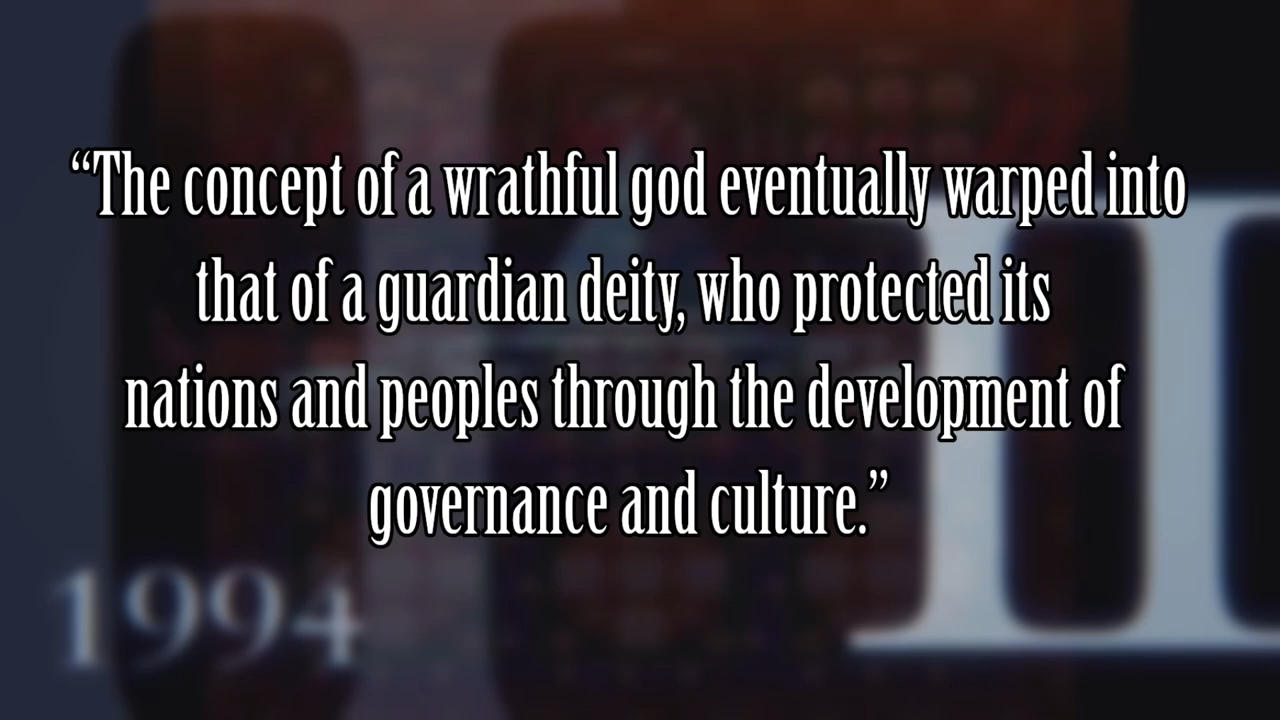 “The concept of a wrathful god eventually warped into
that of a guardian deity, who protected its
nations and peoples through the development of
governance and culture.”
1994
II